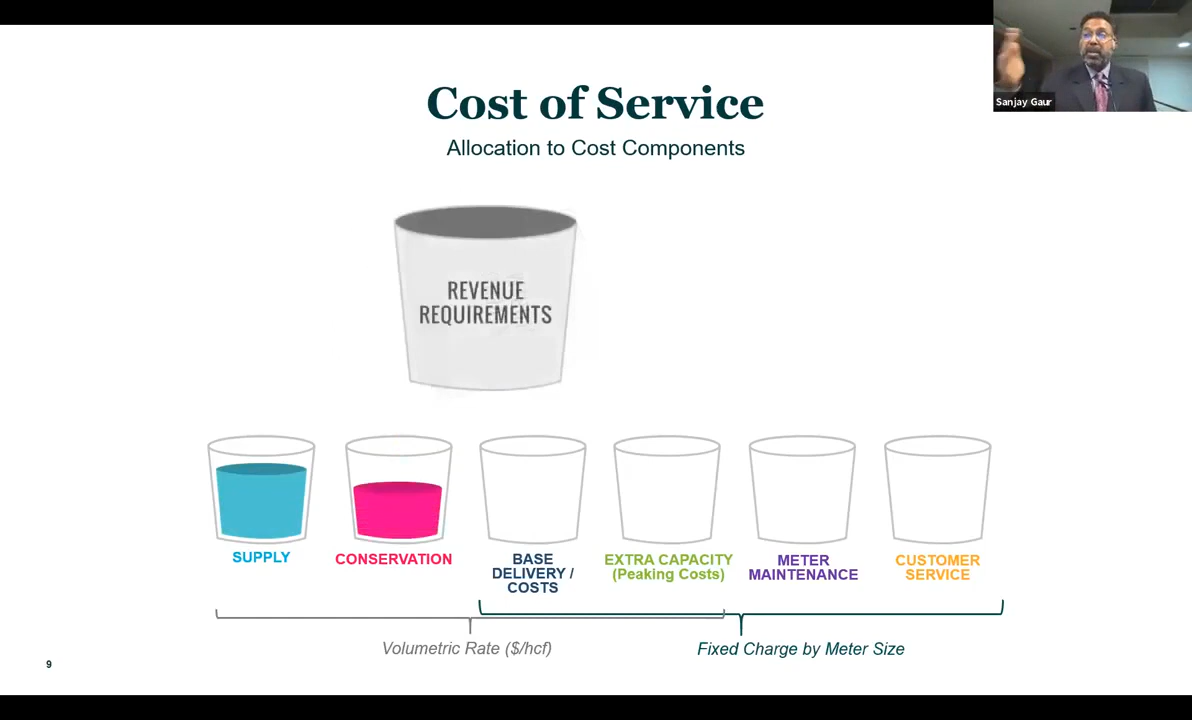 Sanjay Gaur
Cost of Service
Allocation to Cost Components
REVENUE
REQUIREMENTS
SUPPLY
CONSERVATION
BASE
DELIVERY /
COSTS
EXTRA CAPACITY
(Peaking Costs)
METER
MAINTENANCE
CUSTOMER
SERVICE
Volumetric Rate ($/hcf)
Fixed Charge by Meter Size
9